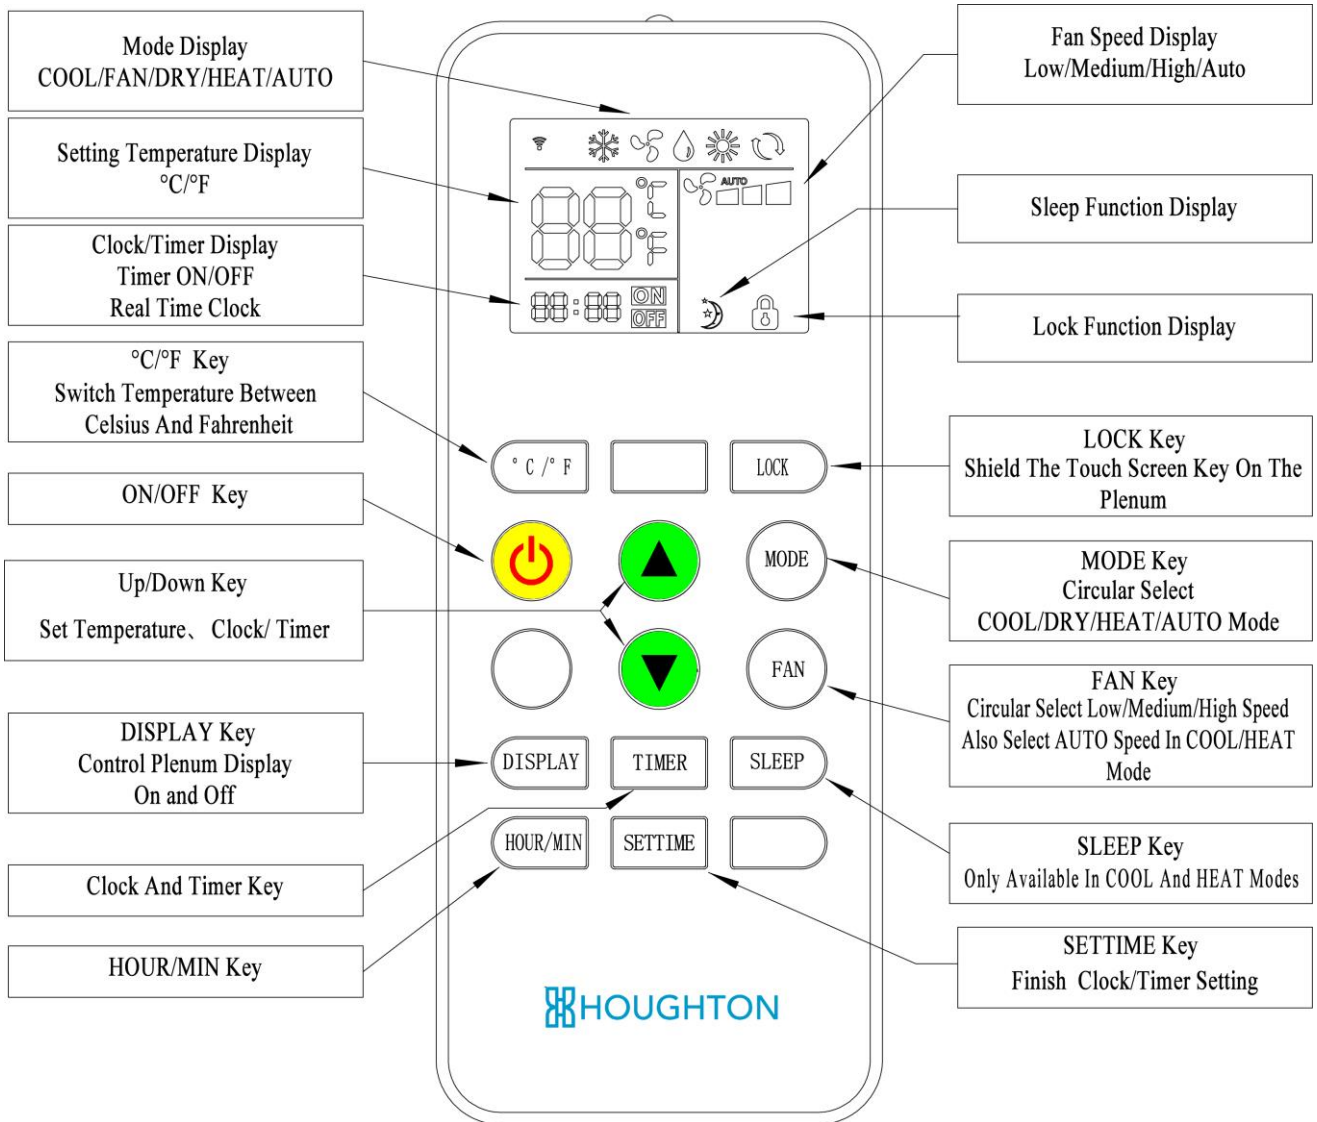 Mode Display
COOL/FAN/DRY/HEAT/AUTO
Setting Temperature Display
°C/°F
Clock/Timer Display
Timer ON/OFF
Real Time Clock
°C/°F Key
Switch Temperature Between
Celsius And Fahrenheit
ON/OFF Key
Up/Down Key
Set Temperature、 Clock/ Timer
DISPLAY Key
Control Plenum Display
On and Off
Clock And Timer Key
HOUR/MIN Key
AUTO
°C
°F
88:88
ON
OFF
°C/°F
LOCK
MODE
FAN
DISPLAY
TIMER
SLEEP
HOUR/MIN
SETTIME
HOUGHTON
Fan Speed Display
Low/Medium/High/Auto
Sleep Function Display
Lock Function Display
LOCK Key
Shield The Touch Screen Key On The
Plenum
MODE Key
Circular Select
COOL/DRY/HEAT/AUTO Mode
FAN Key
Circular Select Low/Medium/High Speed
Also Select AUTO Speed In COOL/HEAT
Mode
SLEEP Key
Only Available In COOL And HEAT Modes
SETTIME Key
Finish Clock/Timer Setting